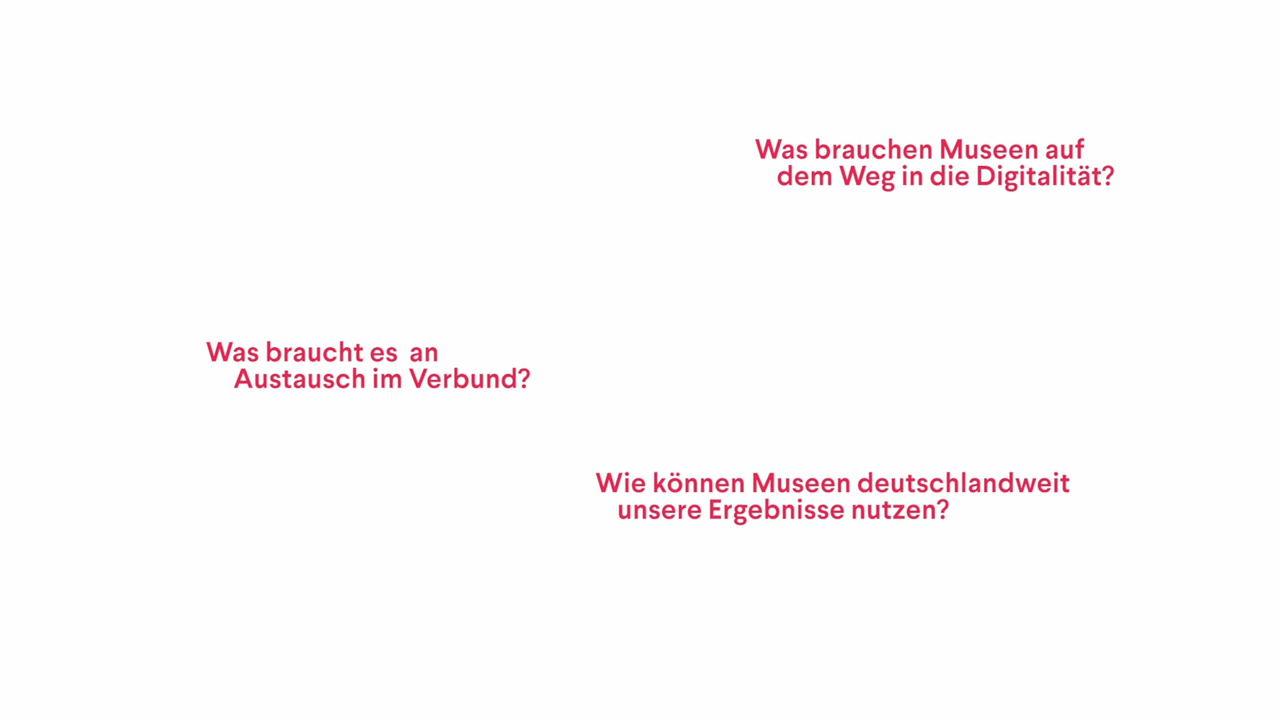 Was brauchen Museen auf
dem Weg in die Digitalität?
Was braucht es an
Austausch im Verbund?
Wie können Museen deutschlandweit
unsere Ergebnisse nutzen?